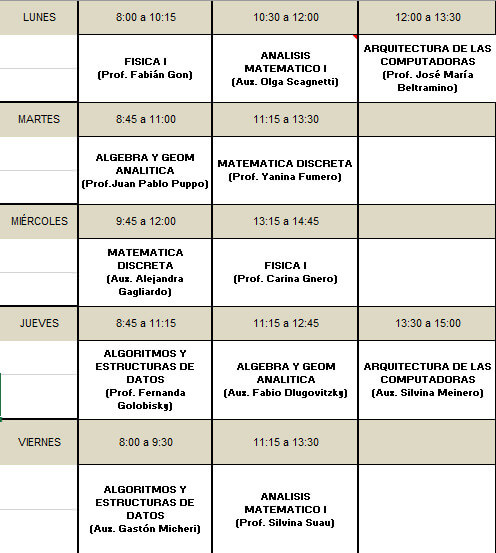 LUNES 8:00 a 10:15 10:30 a 12:00 12:00 a 13:30
FISICA I
(Prof. Fabián Gon)
ANALISIS
MATEMATICO I
(Aux. Olga Scagnetti)
ARQUITECTURA DE LAS
COMPUTADORAS
(Prof. José María
Beltramino)
MARTES 8:45 a 11:00 11:15 a 13:30
ALGEBRA Y GEOM
ANALITICA
(Prof.Juan Pablo Puppo)
MATEMATICA DISCRETA
(Prof. Yanina Fumero)
MIÉRCOLES 9:45 a 12:00 13:15 a 14:45
MATEMATICA
DISCRETA
(Aux. Alejandra
Gagliardo)
FISICA I
(Prof. Carina Gnero)
JUEVES 8:45 a 11:15 11:15 a 12:45 13:30 a 15:00
ALGORITMOS Y
ESTRUCTURAS DE
DATOS
(Prof. Fernanda
Golobisky)
ALGEBRA Y GEOM
ANALITICA
(Aux. Fabio Dlugovitzky)
ARQUITECTURA DE LAS
COMPUTADORAS
(Aux. Silvina Meinero)
VIERNES 8:00 a 9:30 11:15 a 13:30
ALGORITMOS Y
ESTRUCTURAS DE
DATOS
(Aux. Gastón Micheri)
ANALISIS
MATEMATICO I
(Prof. Silvina Suau)